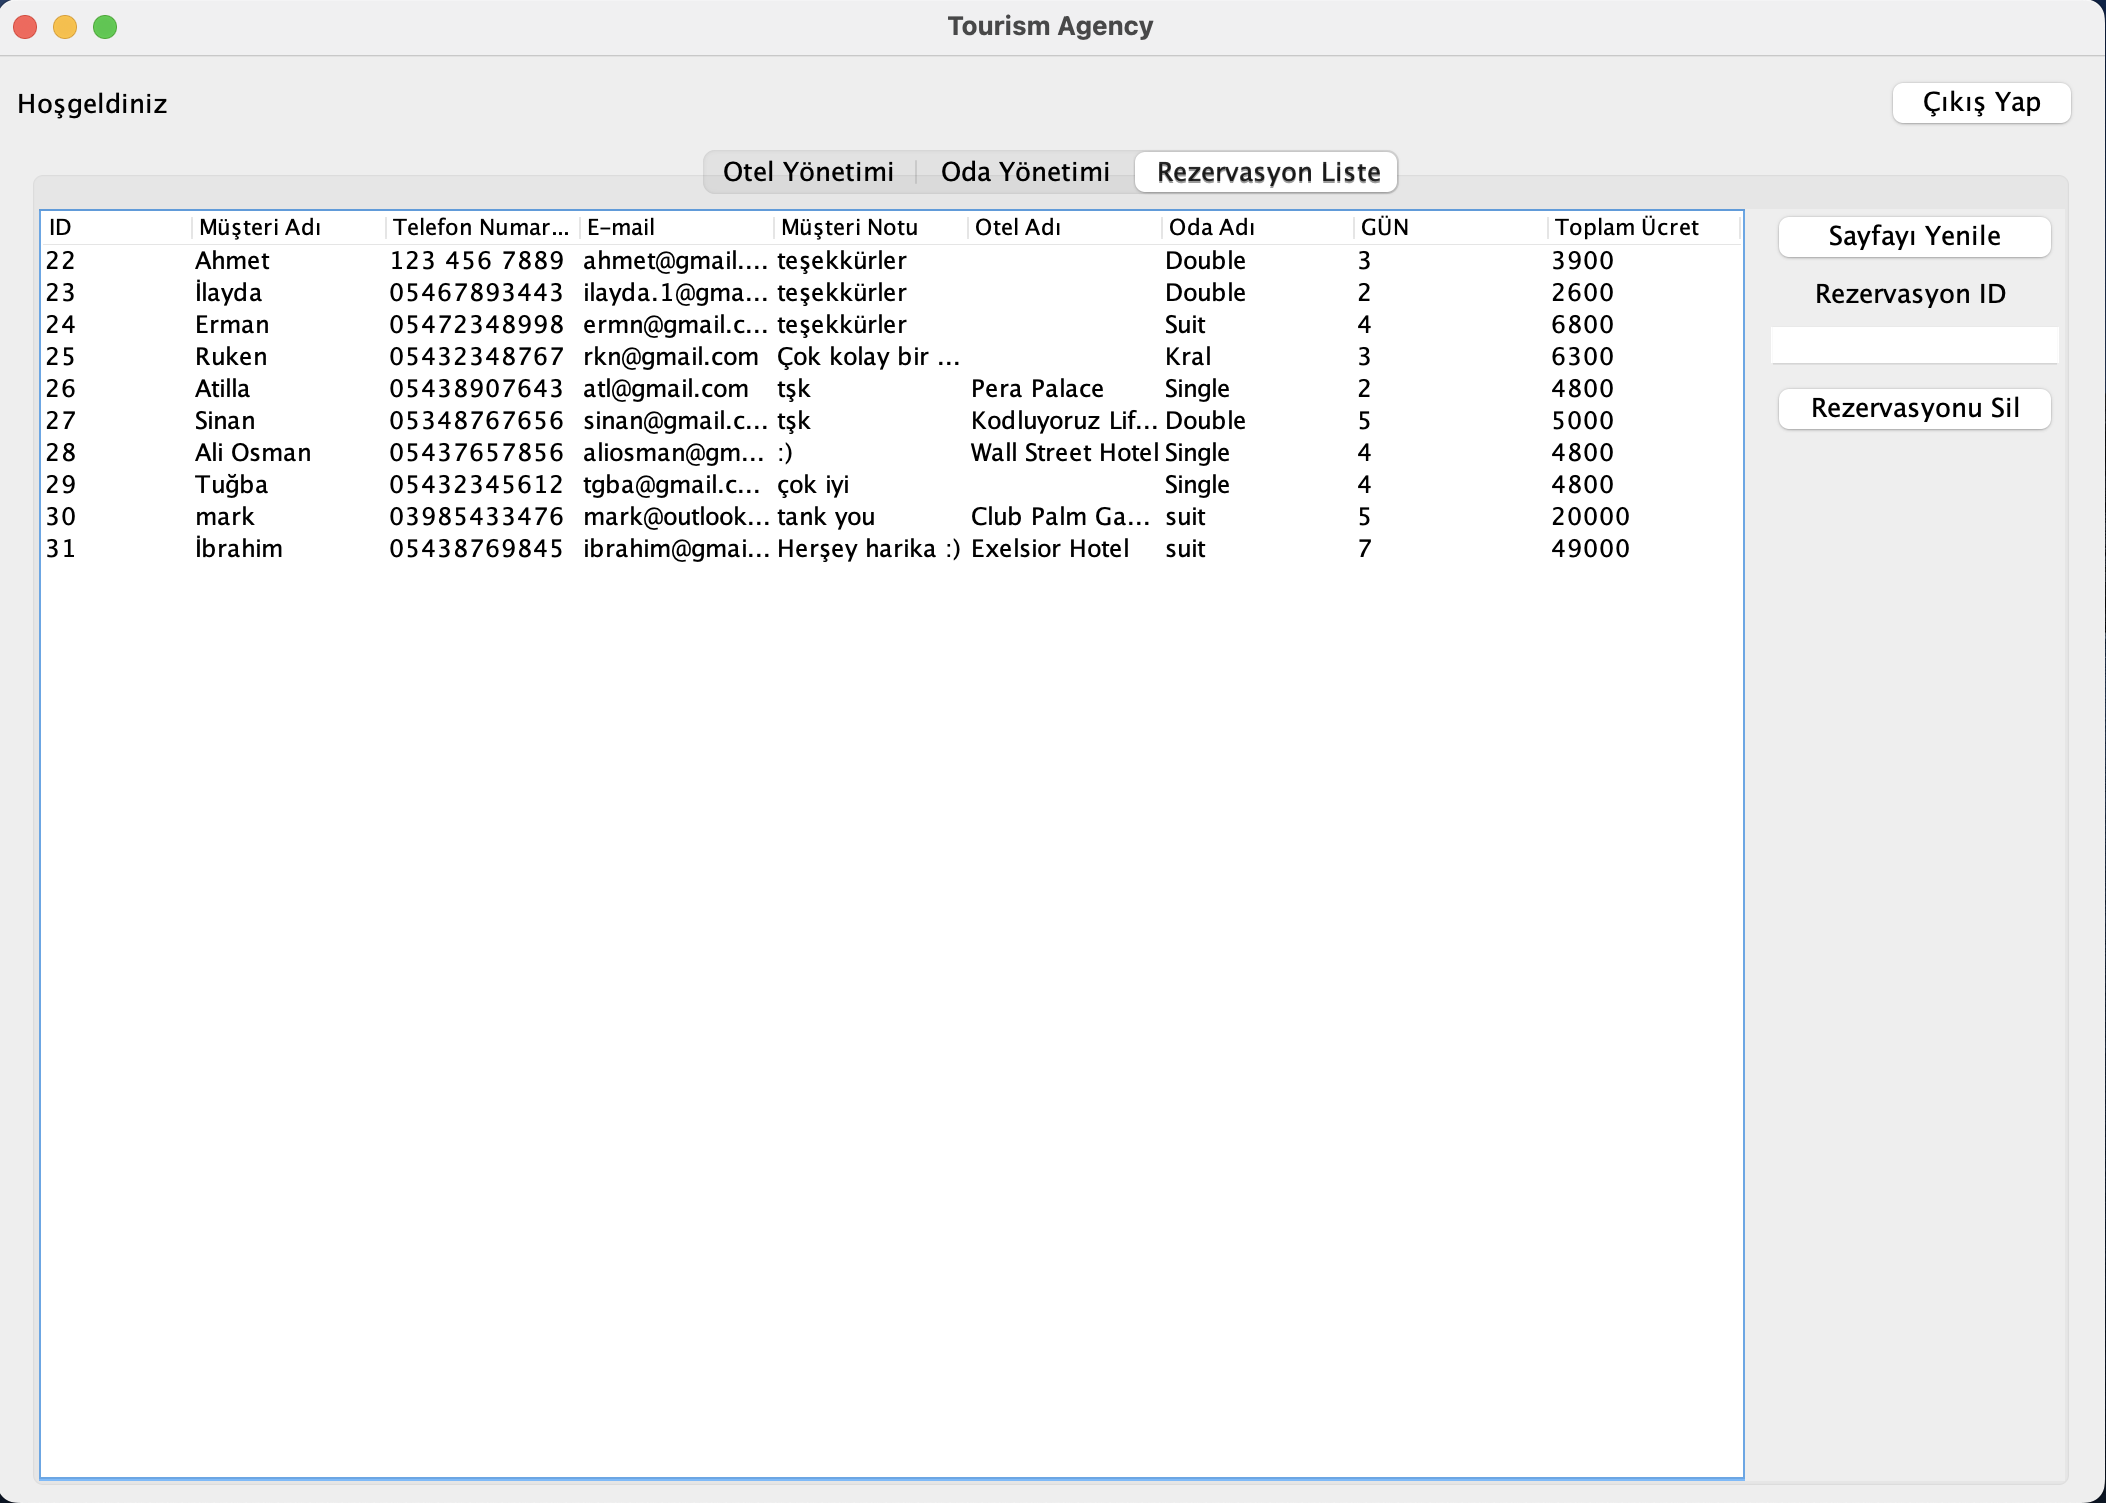 Tourism Agency
Hoşgeldiniz
Çıkış Yap
Otel Yönetimi Oda Yönetimi Rezervasyon Liste
ID Müşteri Adı Telefon Numar... E-mail Müşteri Notu Otel Adı Oda Adı GÜN Toplam Ücret
22 Ahmet 123 456 7889 ahmet@gmail.... teşekkürler Double 3 3900
23 İlayda 05467893443 ilayda.1@gma... teşekkürler Double 2 2600
24 Erman 05472348998 ermn@gmail.c... teşekkürler Suit 4 6800
25 Ruken 05432348767 rkn@gmail.com Çok kolay bir ... Kral 3 6300
26 Atilla 05438907643 atl@gmail.com tşk Pera Palace Single 2 4800
27 Sinan 05348767656 sinan@gmail.c... tşk Kodluyoruz Lif... Double 5 5000
28 Ali Osman 05437657856 aliosman@gm... :) Wall Street Hotel Single 4 4800
29 Tuğba 05432345612 tgba@gmail.c... çok iyi Single 4 4800
30 mark 03985433476 mark@outlook... tank you Club Palm Ga... suit 5 20000
31 İbrahim 05438769845 ibrahim@gmai... Herşey harika :) Exelsior Hotel suit 7 49000
Sayfayı Yenile
Rezervasyon ID
Rezervasyonu Sil